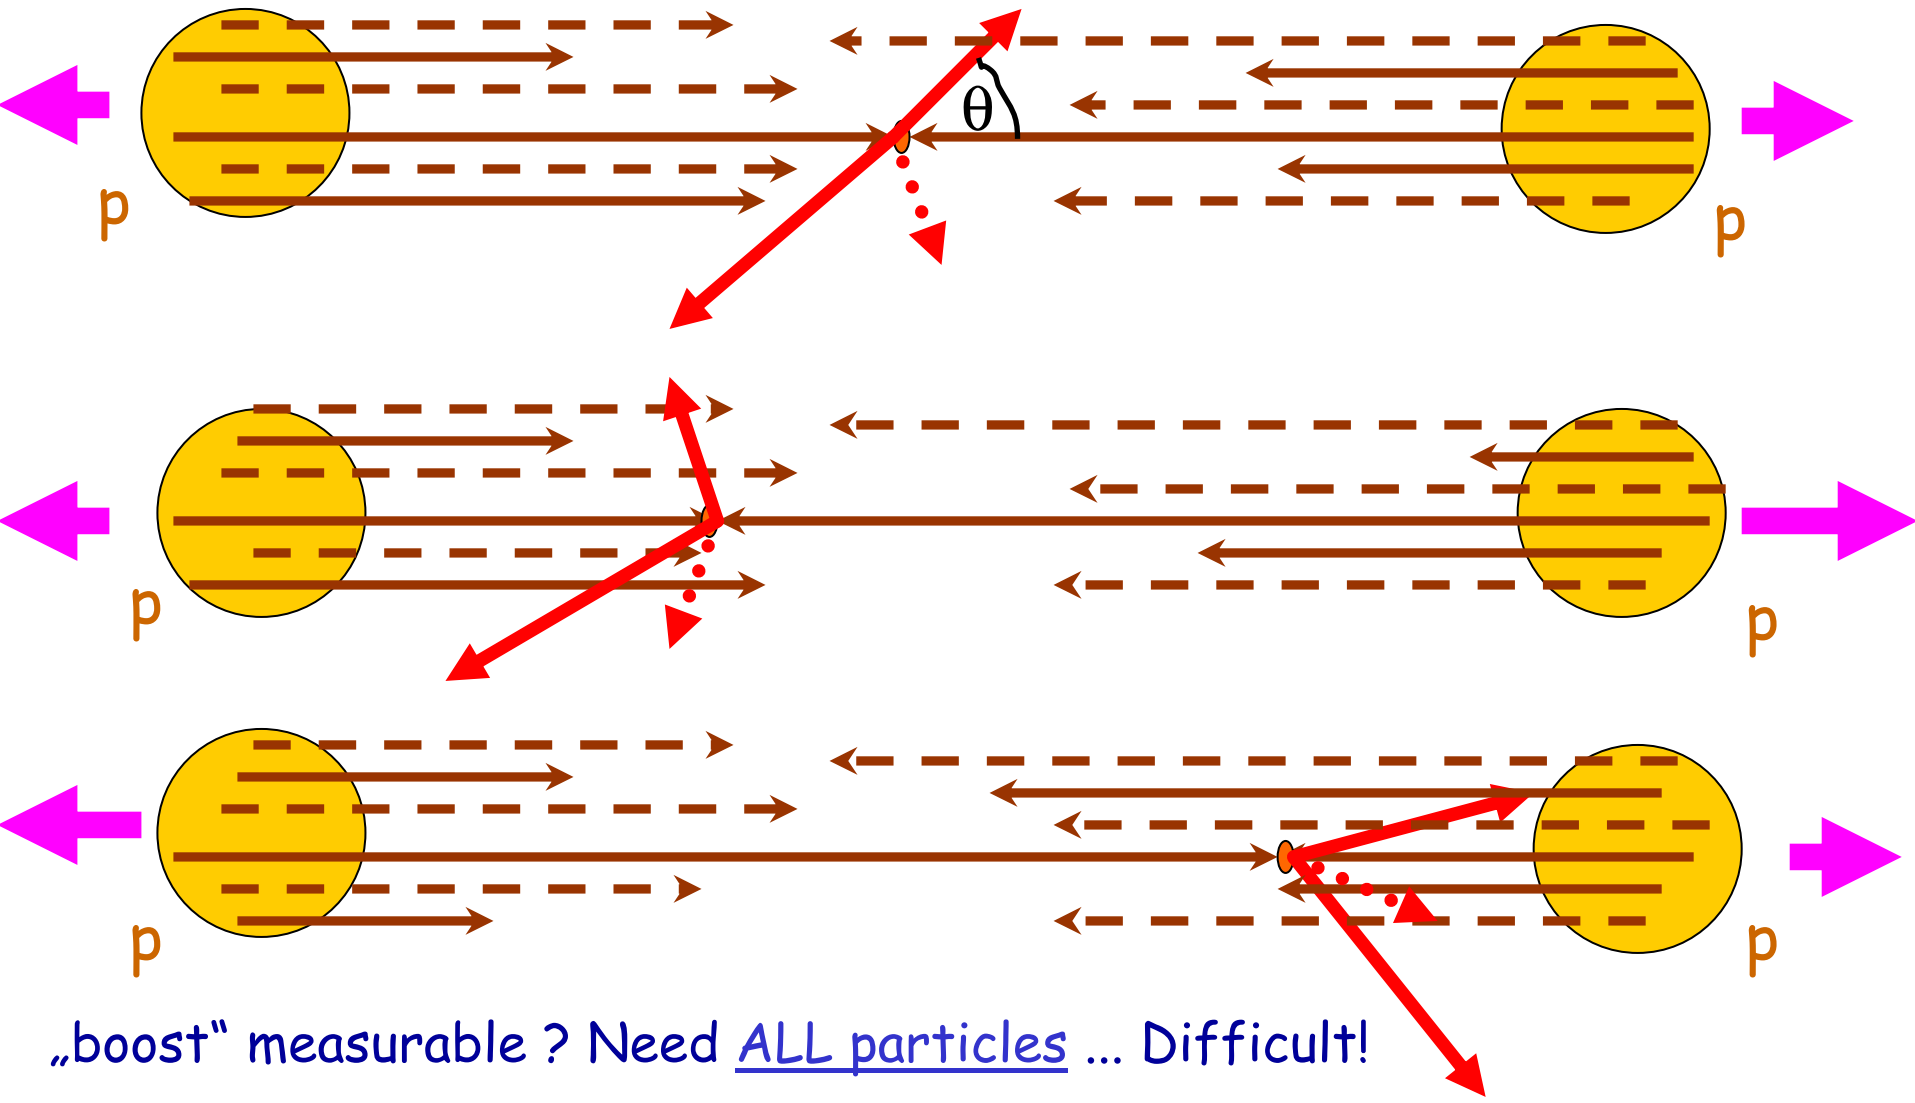 θ
p
p
p
p
p
p
„boost“ measurable ? Need ALL particles ... Difficult!